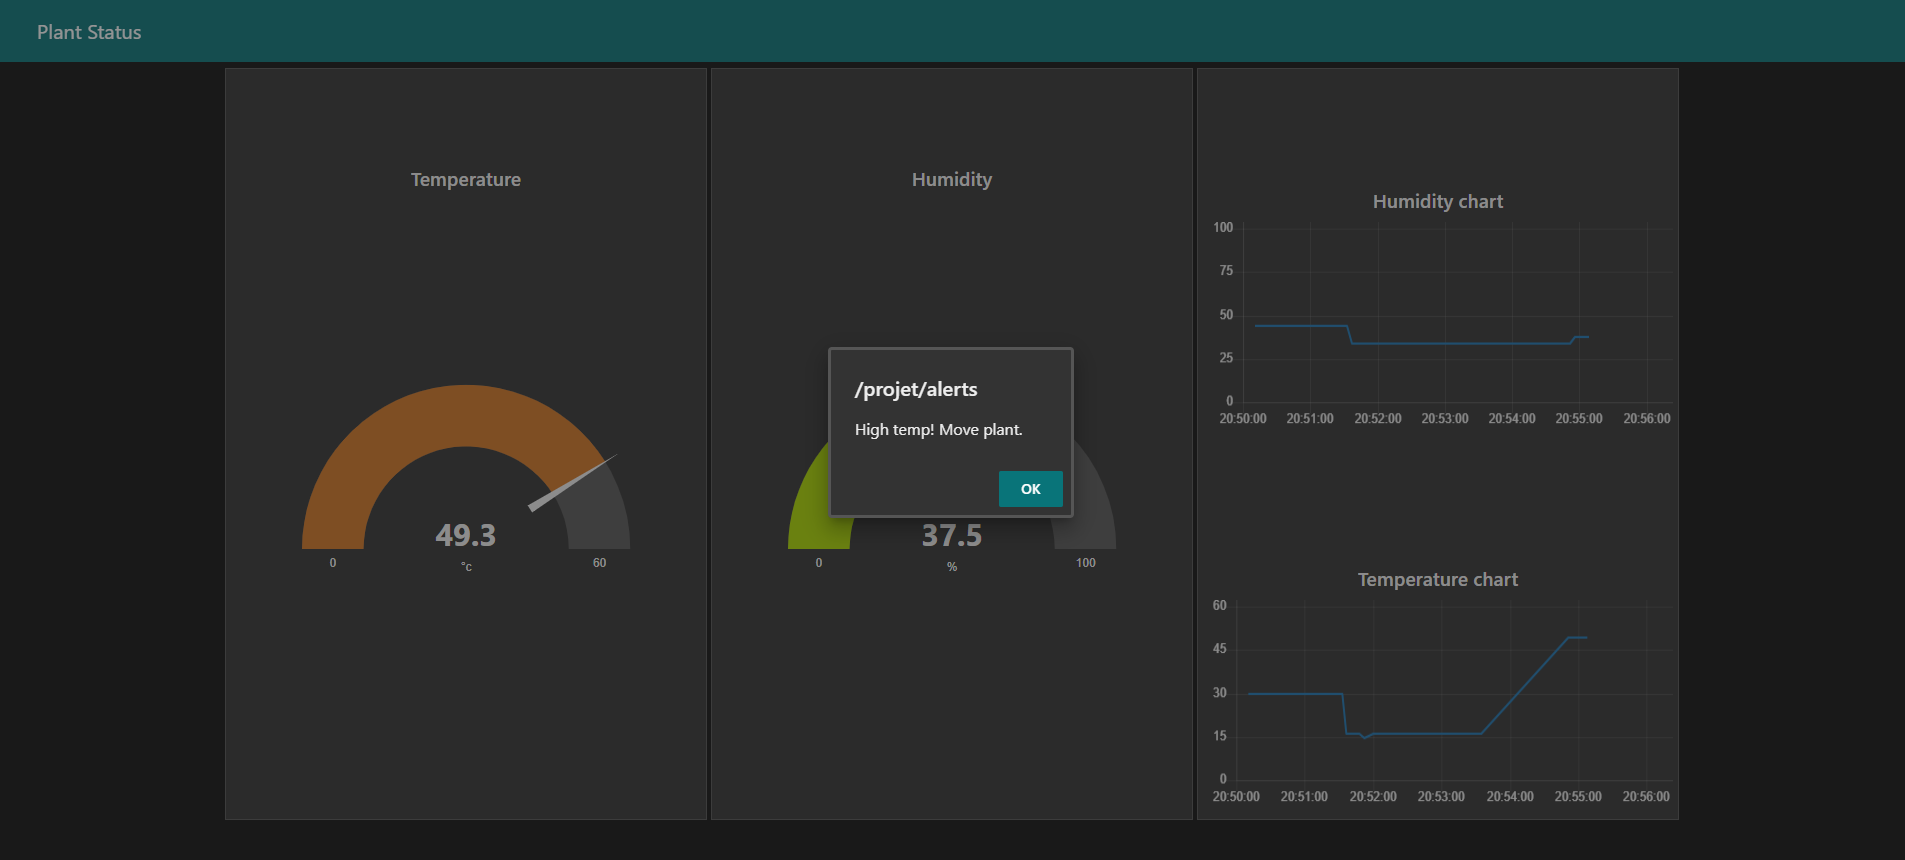 Plant Status
Temperature
49.3
°c
0
60
Humidity
37.5
%
0
100
/projet/alerts
High temp! Move plant.
OK
Humidity chart
100
75
50
25
0
20:50:00 20:51:00 20:52:00 20:53:00 20:54:00 20:55:00 20:56:00
Temperature chart
60
45
30
15
0
20:50:00 20:51:00 20:52:00 20:53:00 20:54:00 20:55:00 20:56:00